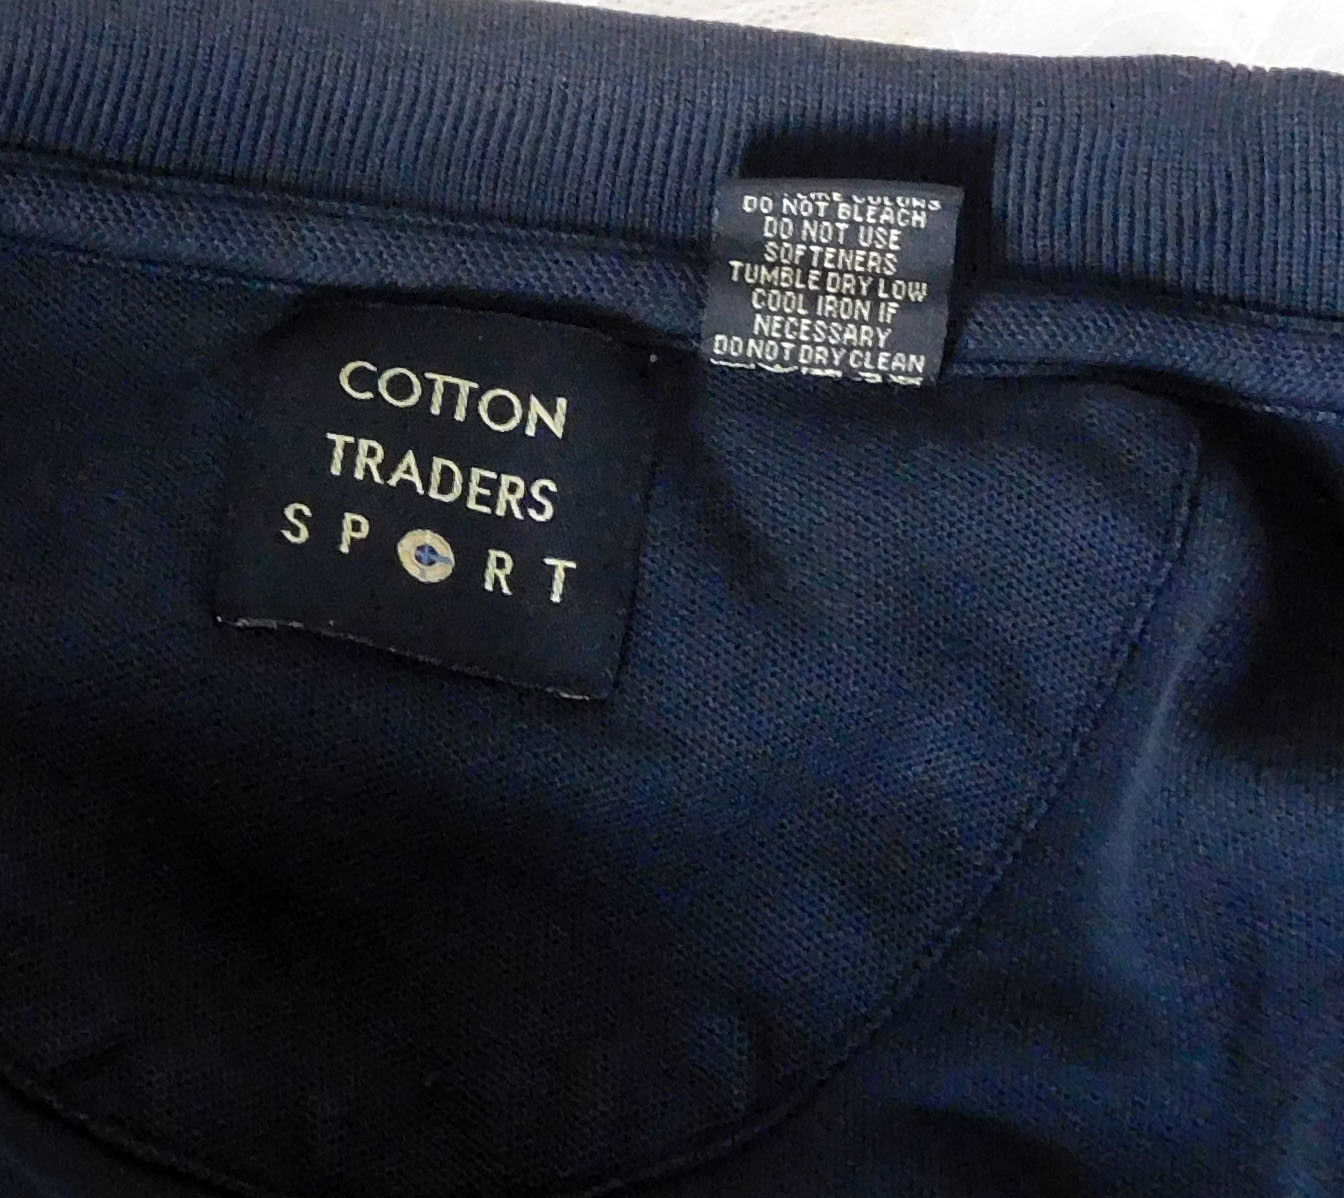 COTTON
TRADERS
SPORT
COLORS
DO NOT BLEACH
DO NOT USE
SOFTENERS
TUMBLE DRY LOW
COOL IRON IF
NECESSARY
DO NOT DRY CLEAN